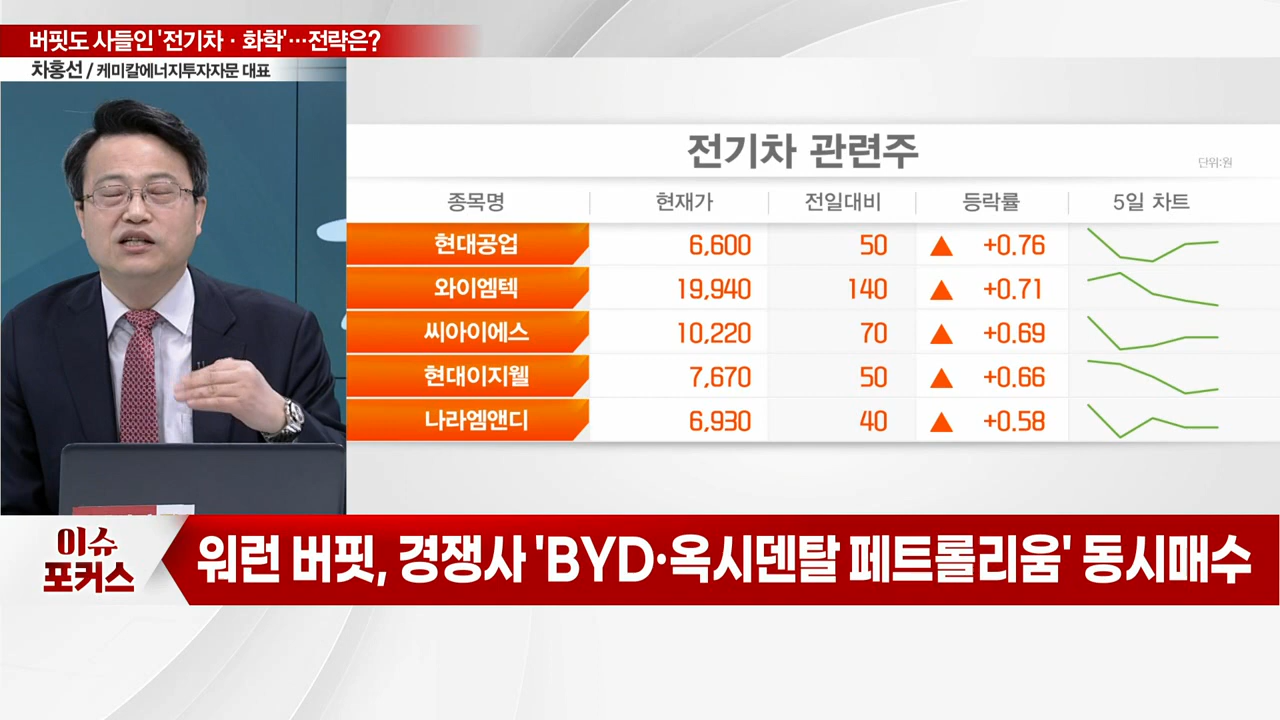 버핏도 사들인 '전기차·화학'…전략은?
차홍선 / 케미칼에너지투자자문 대표
전기차 관련주
단위:원
종목명 현재가 전일대비 등락률 5일 차트
현대공업 6,600 50 ▲ +0.76
와이엠텍 19,940 140 ▲ +0.71
씨아이에스 10,220 70 ▲ +0.69
현대이지웰 7,670 50 ▲ +0.66
나라엠앤디 6,930 40 ▲ +0.58
이슈
포커스
워런 버핏, 경쟁사 'BYD·옥시덴탈 페트롤리움' 동시매수